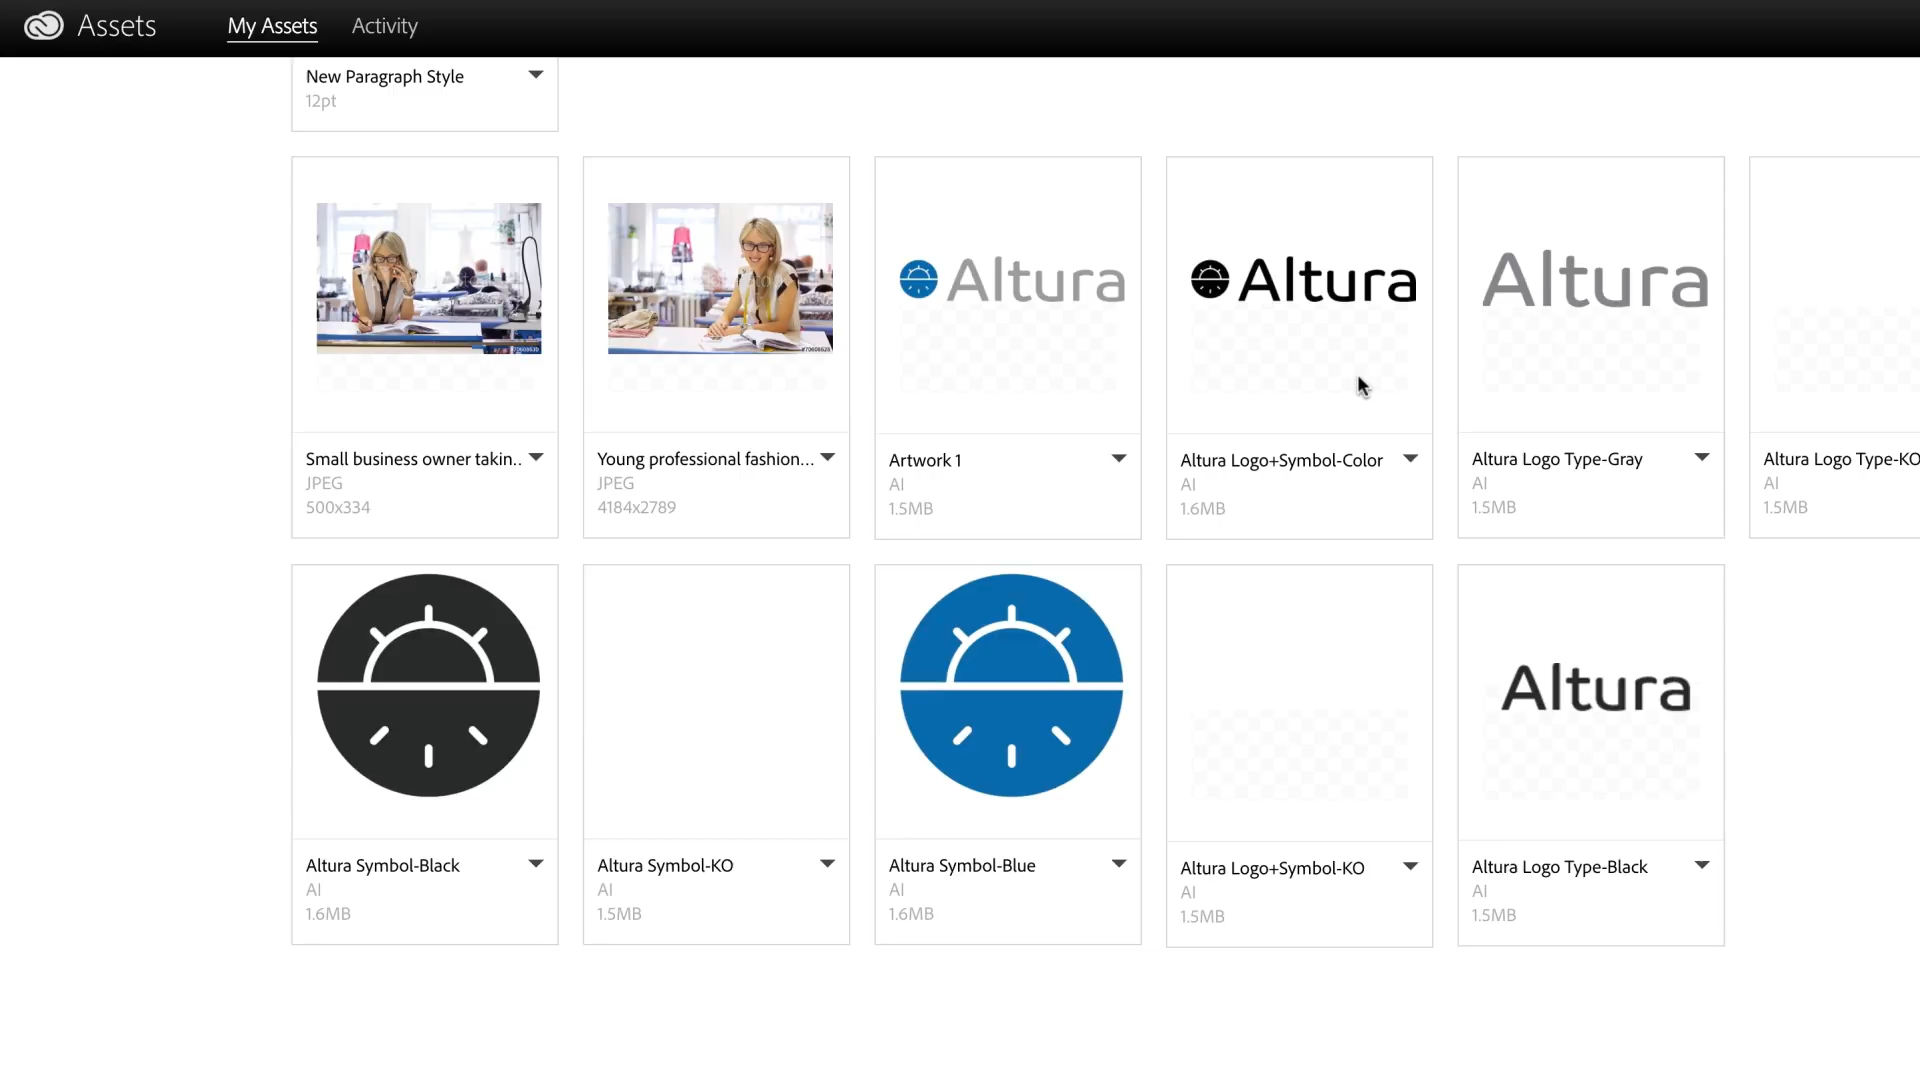 Assets
My Assets
Activity
New Paragraph Style
12pt
Altura
Altura
Altura
Small business owner takin..
JPEG
500x334
Young professional fashion...
JPEG
4184x2789
Artwork 1
AI
1.5MB
Altura Logo+Symbol-Color
AI
1.6MB
Altura Logo Type-Gray
AI
1.5MB
Altura Logo Type-KO
AI
1.5MB
Altura
Altura Symbol-Black
AI
1.6MB
Altura Symbol-KO
AI
1.5MB
Altura Symbol-Blue
AI
1.6MB
Altura Logo+Symbol-KO
AI
1.5MB
Altura Logo Type-Black
AI
1.5MB